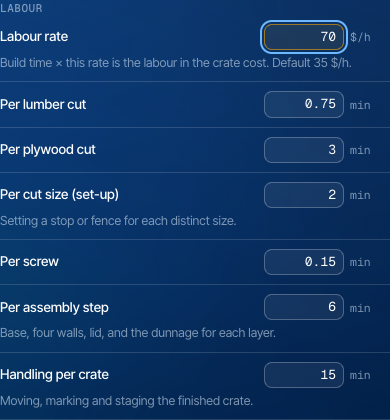 LABOUR
Labour rate 70 $/h
Build time × this rate is the labour in the crate cost. Default 35 $/h.
Per lumber cut 0.75 min
Per plywood cut 3 min
Per cut size (set-up) 2 min
Setting a stop or fence for each distinct size.
Per screw 0.15 min
Per assembly step 6 min
Base, four walls, lid, and the dunnage for each layer.
Handling per crate 15 min
Moving, marking and staging the finished crate.